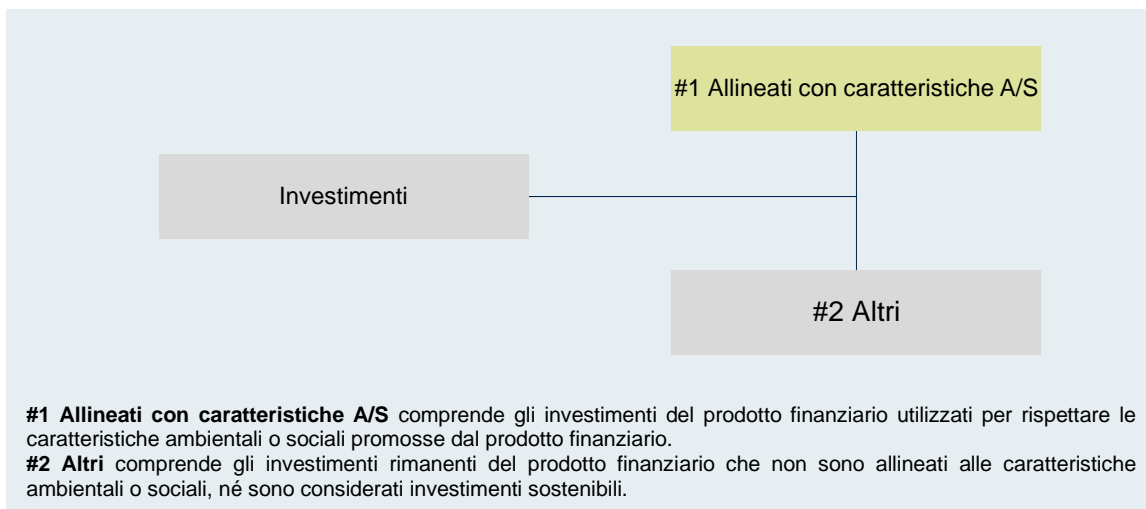 #1 Allineati con caratteristiche A/S
Investimenti
#2 Altri
#1 Allineati con caratteristiche A/S comprende gli investimenti del prodotto finanziario utilizzati per rispettare le
caratteristiche ambientali o sociali promosse dal prodotto finanziario.
#2 Altri comprende gli investimenti rimanenti del prodotto finanziario che non sono allineati alle caratteristiche
ambientali o sociali, né sono considerati investimenti sostenibili.